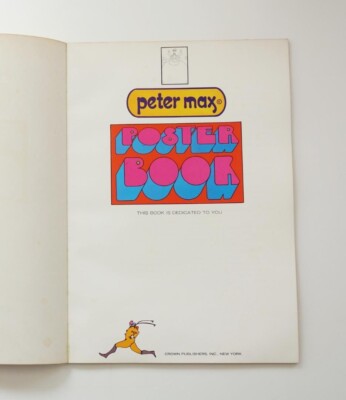 peter max®
POSTER
BOOK
THIS BOOK IS DEDICATED TO YOU
CROWN PUBLISHERS, INC. NEW YORK